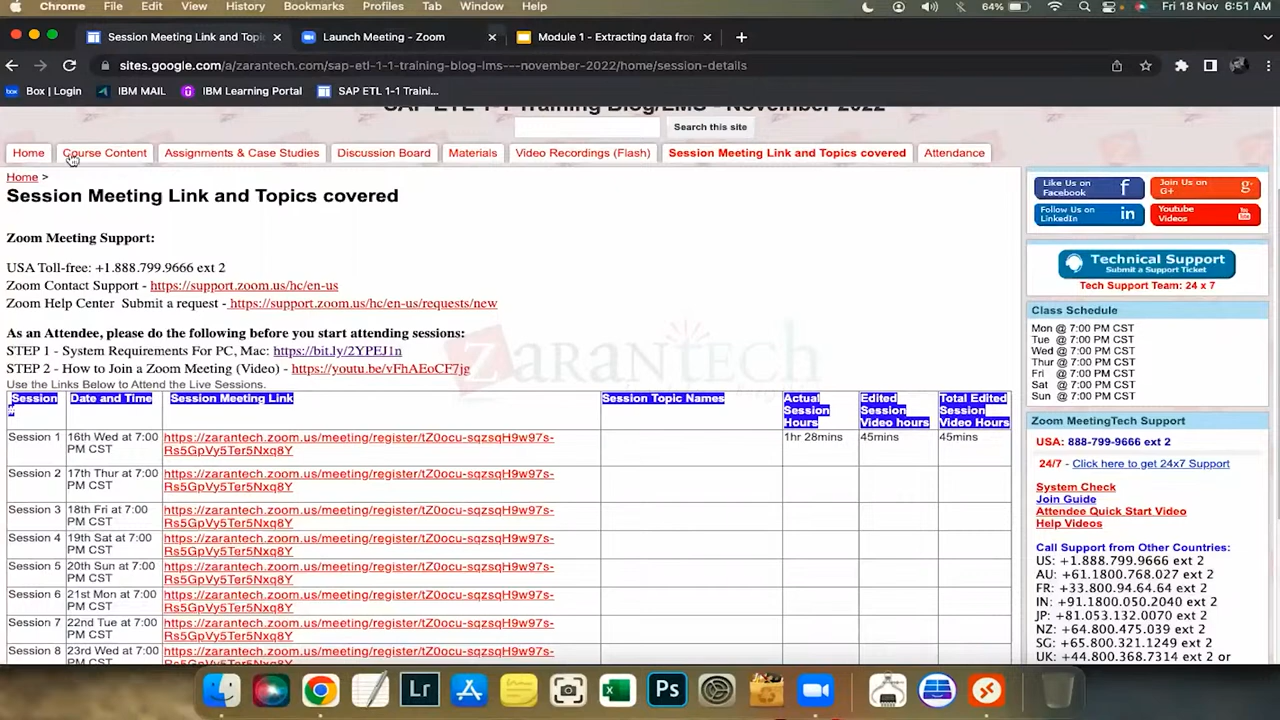 Chrome File Edit View History Bookmarks Profiles Tab Window Help 64% Fri 18 Nov 6:51 AM
Session Meeting Link and Topi Launch Meeting - Zoom Module 1 - Extracting data from
sites.google.com/a/zarantech.com/sap-etl-1-1-training-blog-lms---november-2022/home/session-details
Box | Login IBM MAIL IBM Learning Portal SAP ETL 1-1 Traini...
SAP ETL 1-1 Training Blog/LMS - November 2022
Search this site
Home Course Content Assignments & Case Studies Discussion Board Materials Video Recordings (Flash) Session Meeting Link and Topics covered Attendance
Home >
Session Meeting Link and Topics covered
Zoom Meeting Support:
USA Toll-free: +1.888.799.9666 ext 2
Zoom Contact Support - https://support.zoom.us/hc/en-us
Zoom Help Center Submit a request - https://support.zoom.us/hc/en-us/requests/new
As an Attendee, please do the following before you start attending sessions:
STEP 1 - System Requirements For PC, Mac: https://bit.ly/2YPEJ1n
STEP 2 - How to Join a Zoom Meeting (Video) - https://youtu.be/vFhAEoCF7jg
Use the Links Below to Attend the Live Sessions.
zarantech
Session # Date and Time Session Meeting Link Session Topic Names Actual Session Hours Edited Session Video hours Total Edited Session Video Hours
Session 1 16th Wed at 7:00 PM CST https://zarantech.zoom.us/meeting/register/tZ0ocu-sqzsqH9w97s-Rs5GpVy5Ter5Nxq8Y 1hr 28mins 45mins 45mins
Session 2 17th Thur at 7:00 PM CST https://zarantech.zoom.us/meeting/register/tZ0ocu-sqzsqH9w97s-Rs5GpVy5Ter5Nxq8Y
Session 3 18th Fri at 7:00 PM CST https://zarantech.zoom.us/meeting/register/tZ0ocu-sqzsqH9w97s-Rs5GpVy5Ter5Nxq8Y
Session 4 19th Sat at 7:00 PM CST https://zarantech.zoom.us/meeting/register/tZ0ocu-sqzsqH9w97s-Rs5GpVy5Ter5Nxq8Y
Session 5 20th Sun at 7:00 PM CST https://zarantech.zoom.us/meeting/register/tZ0ocu-sqzsqH9w97s-Rs5GpVy5Ter5Nxq8Y
Session 6 21st Mon at 7:00 PM CST https://zarantech.zoom.us/meeting/register/tZ0ocu-sqzsqH9w97s-Rs5GpVy5Ter5Nxq8Y
Session 7 22nd Tue at 7:00 PM CST https://zarantech.zoom.us/meeting/register/tZ0ocu-sqzsqH9w97s-Rs5GpVy5Ter5Nxq8Y
Session 8 23rd Wed at 7:00 PM CST https://zarantech.zoom.us/meeting/register/tZ0ocu-sqzsqH9w97s-Rs5GpVy5Ter5Nxq8Y
Like Us on Facebook f
Join Us on G+ g+
Follow Us on LinkedIn in
Youtube Videos
Technical Support
Submit a Support Ticket
Tech Support Team: 24 x 7
Class Schedule
Mon @ 7:00 PM CST
Tue @ 7:00 PM CST
Wed @ 7:00 PM CST
Thur @ 7:00 PM CST
Fri @ 7:00 PM CST
Sat @ 7:00 PM CST
Sun @ 7:00 PM CST
Zoom MeetingTech Support
USA: 888-799-9666 ext 2
24/7 - Click here to get 24x7 Support
System Check
Join Guide
Attendee Quick Start Video
Help Videos
Call Support from Other Countries:
US: +1.888.799.9666 ext 2
AU: +61.1800.768.027 ext 2
FR: +33.94.64.64 ext 2
IN: +91.1800.050.2040 ext 2
JP: +81.053.132.0070 ext 2
NZ: +64.800.475.039 ext 2
SG: +65.800.321.1249 ext 2
UK: +44.800.368.7314 ext 2 or
Lr Ps